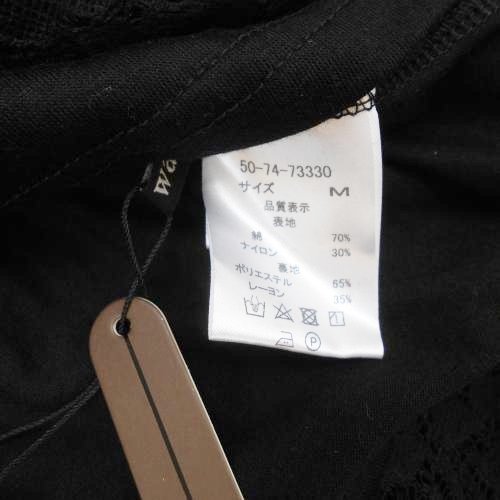 50-74-73330
サイズ M
品質表示
表地
綿 70%
ナイロン 30%
裏地
ポリエステル 65%
レーヨン 35%
P